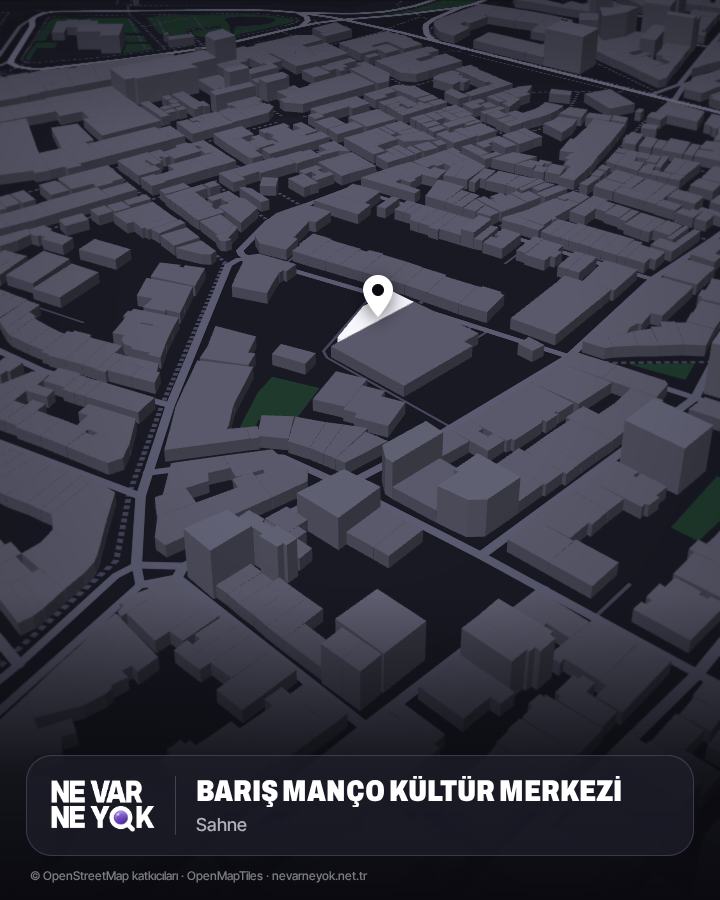 NE VAR
NE YOK
BARIŞ MANÇO KÜLTÜR MERKEZİ
Sahne
© OpenStreetMap katkıcıları · OpenMapTiles · nevarneyok.net.tr